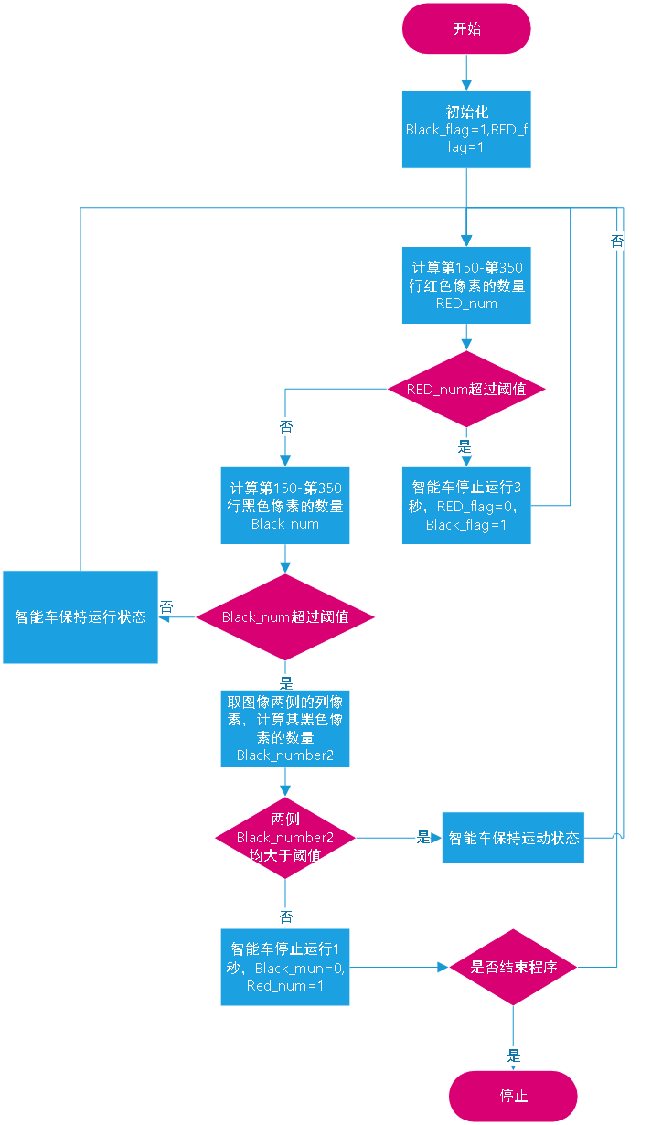 开始
初始化
Black_flag=1,RED_f
lag=1
否
计算第150-第350
行红色像素的数量
RED_num
RED_num超过阈值
否
是
计算第150-第350
行黑色像素的数量
Black_num
智能车停止运行3
秒，RED_flag=0，
Black_flag=1
智能车保持运行状态
否
Black_num超过阈值
是
取图像两侧的列像
素，计算其黑色像
素的数量
Black_number2
两侧
Black_number2
均大于阈值
是
智能车保持运动状态
否
智能车停止运行1
秒，Black_mun=0,
Red_num=1
是否结束程序
是
停止